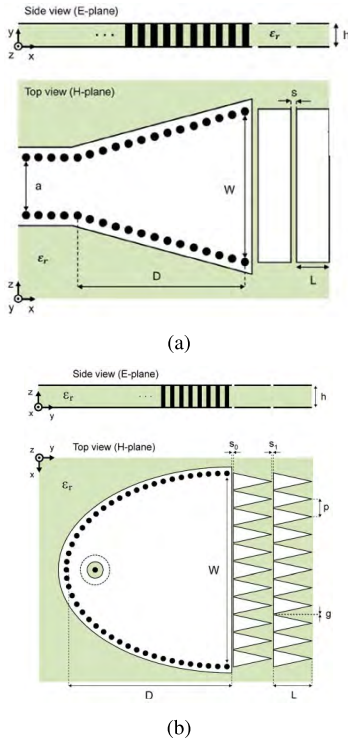 Side view (E-plane)
y
z
x
. . .
εr
h
Top view (H-plane)
s
a
W
εr
D
L
z
y
x
(a)
Side view (E-plane)
z
x
y
εr
. . .
h
Top view (H-plane)
s0
s1
z
y
x
εr
p
W
g
D
L
(b)